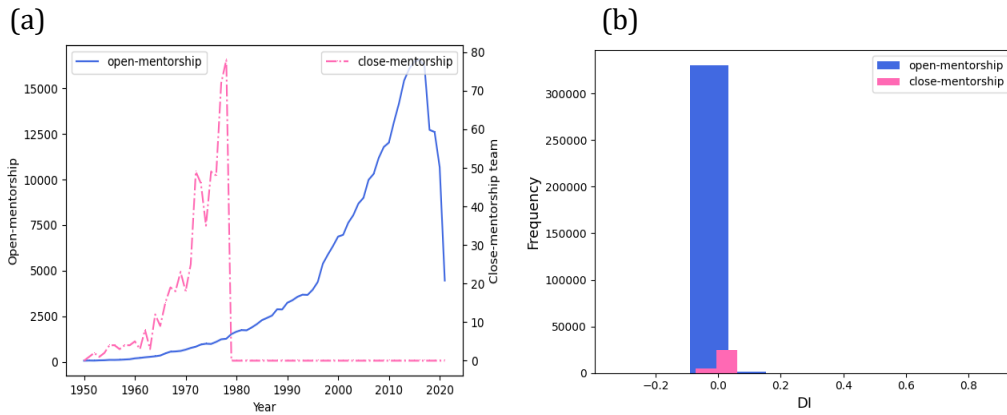 (a)
open-mentorship
close-mentorship
Open-mentorship
15000
12500
10000
7500
5000
2500
0
80
70
60
50
40
30
20
10
0
Close-mentorship team
1950 1960 1970 1980 1990 2000 2010 2020
Year
(b)
open-mentorship
close-mentorship
Frequency
300000
250000
200000
150000
100000
50000
0
−0.2 0.0 0.2 0.4 0.6 0.8
DI